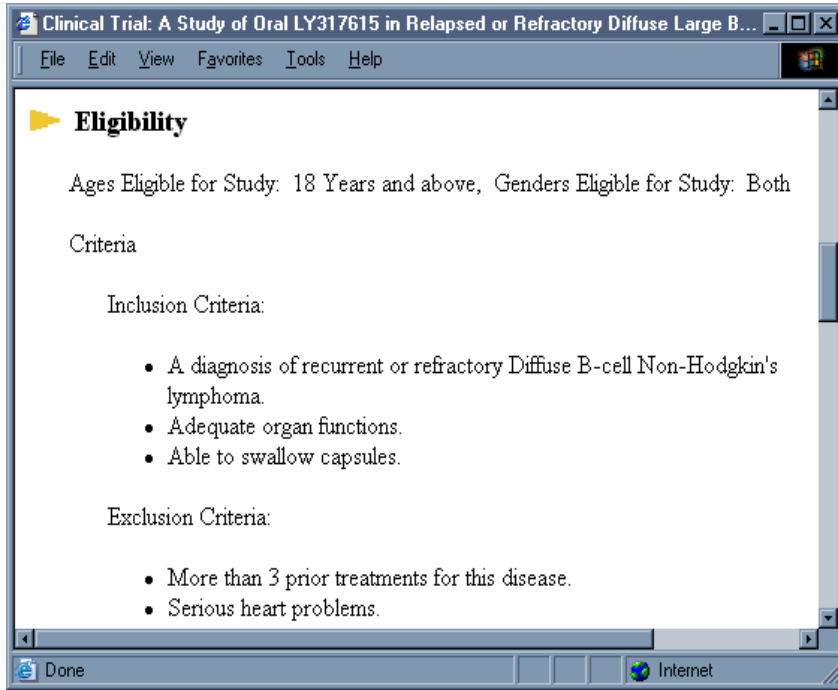 Clinical Trial: A Study of Oral LY317615 in Relapsed or Refractory Diffuse Large B...
File Edit View Favorites Tools Help
Eligibility
Ages Eligible for Study: 18 Years and above, Genders Eligible for Study: Both
Criteria
Inclusion Criteria:
• A diagnosis of recurrent or refractory Diffuse B-cell Non-Hodgkin's
lymphoma.
• Adequate organ functions.
• Able to swallow capsules.
Exclusion Criteria:
• More than 3 prior treatments for this disease.
• Serious heart problems.
Done Internet